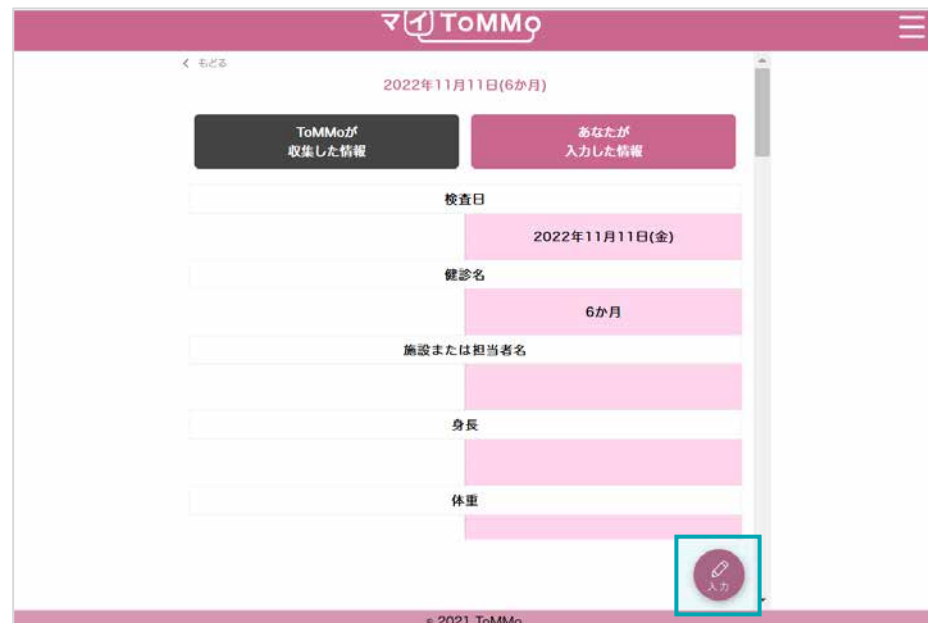 マイToMMo
< もどる
2022年11月11日(6か月)
ToMMoが
収集した情報
あなたが
入力した情報
検査日
2022年11月11日(金)
健診名
6か月
施設または担当者名
身長
体重
入力
© 2021 ToMMo